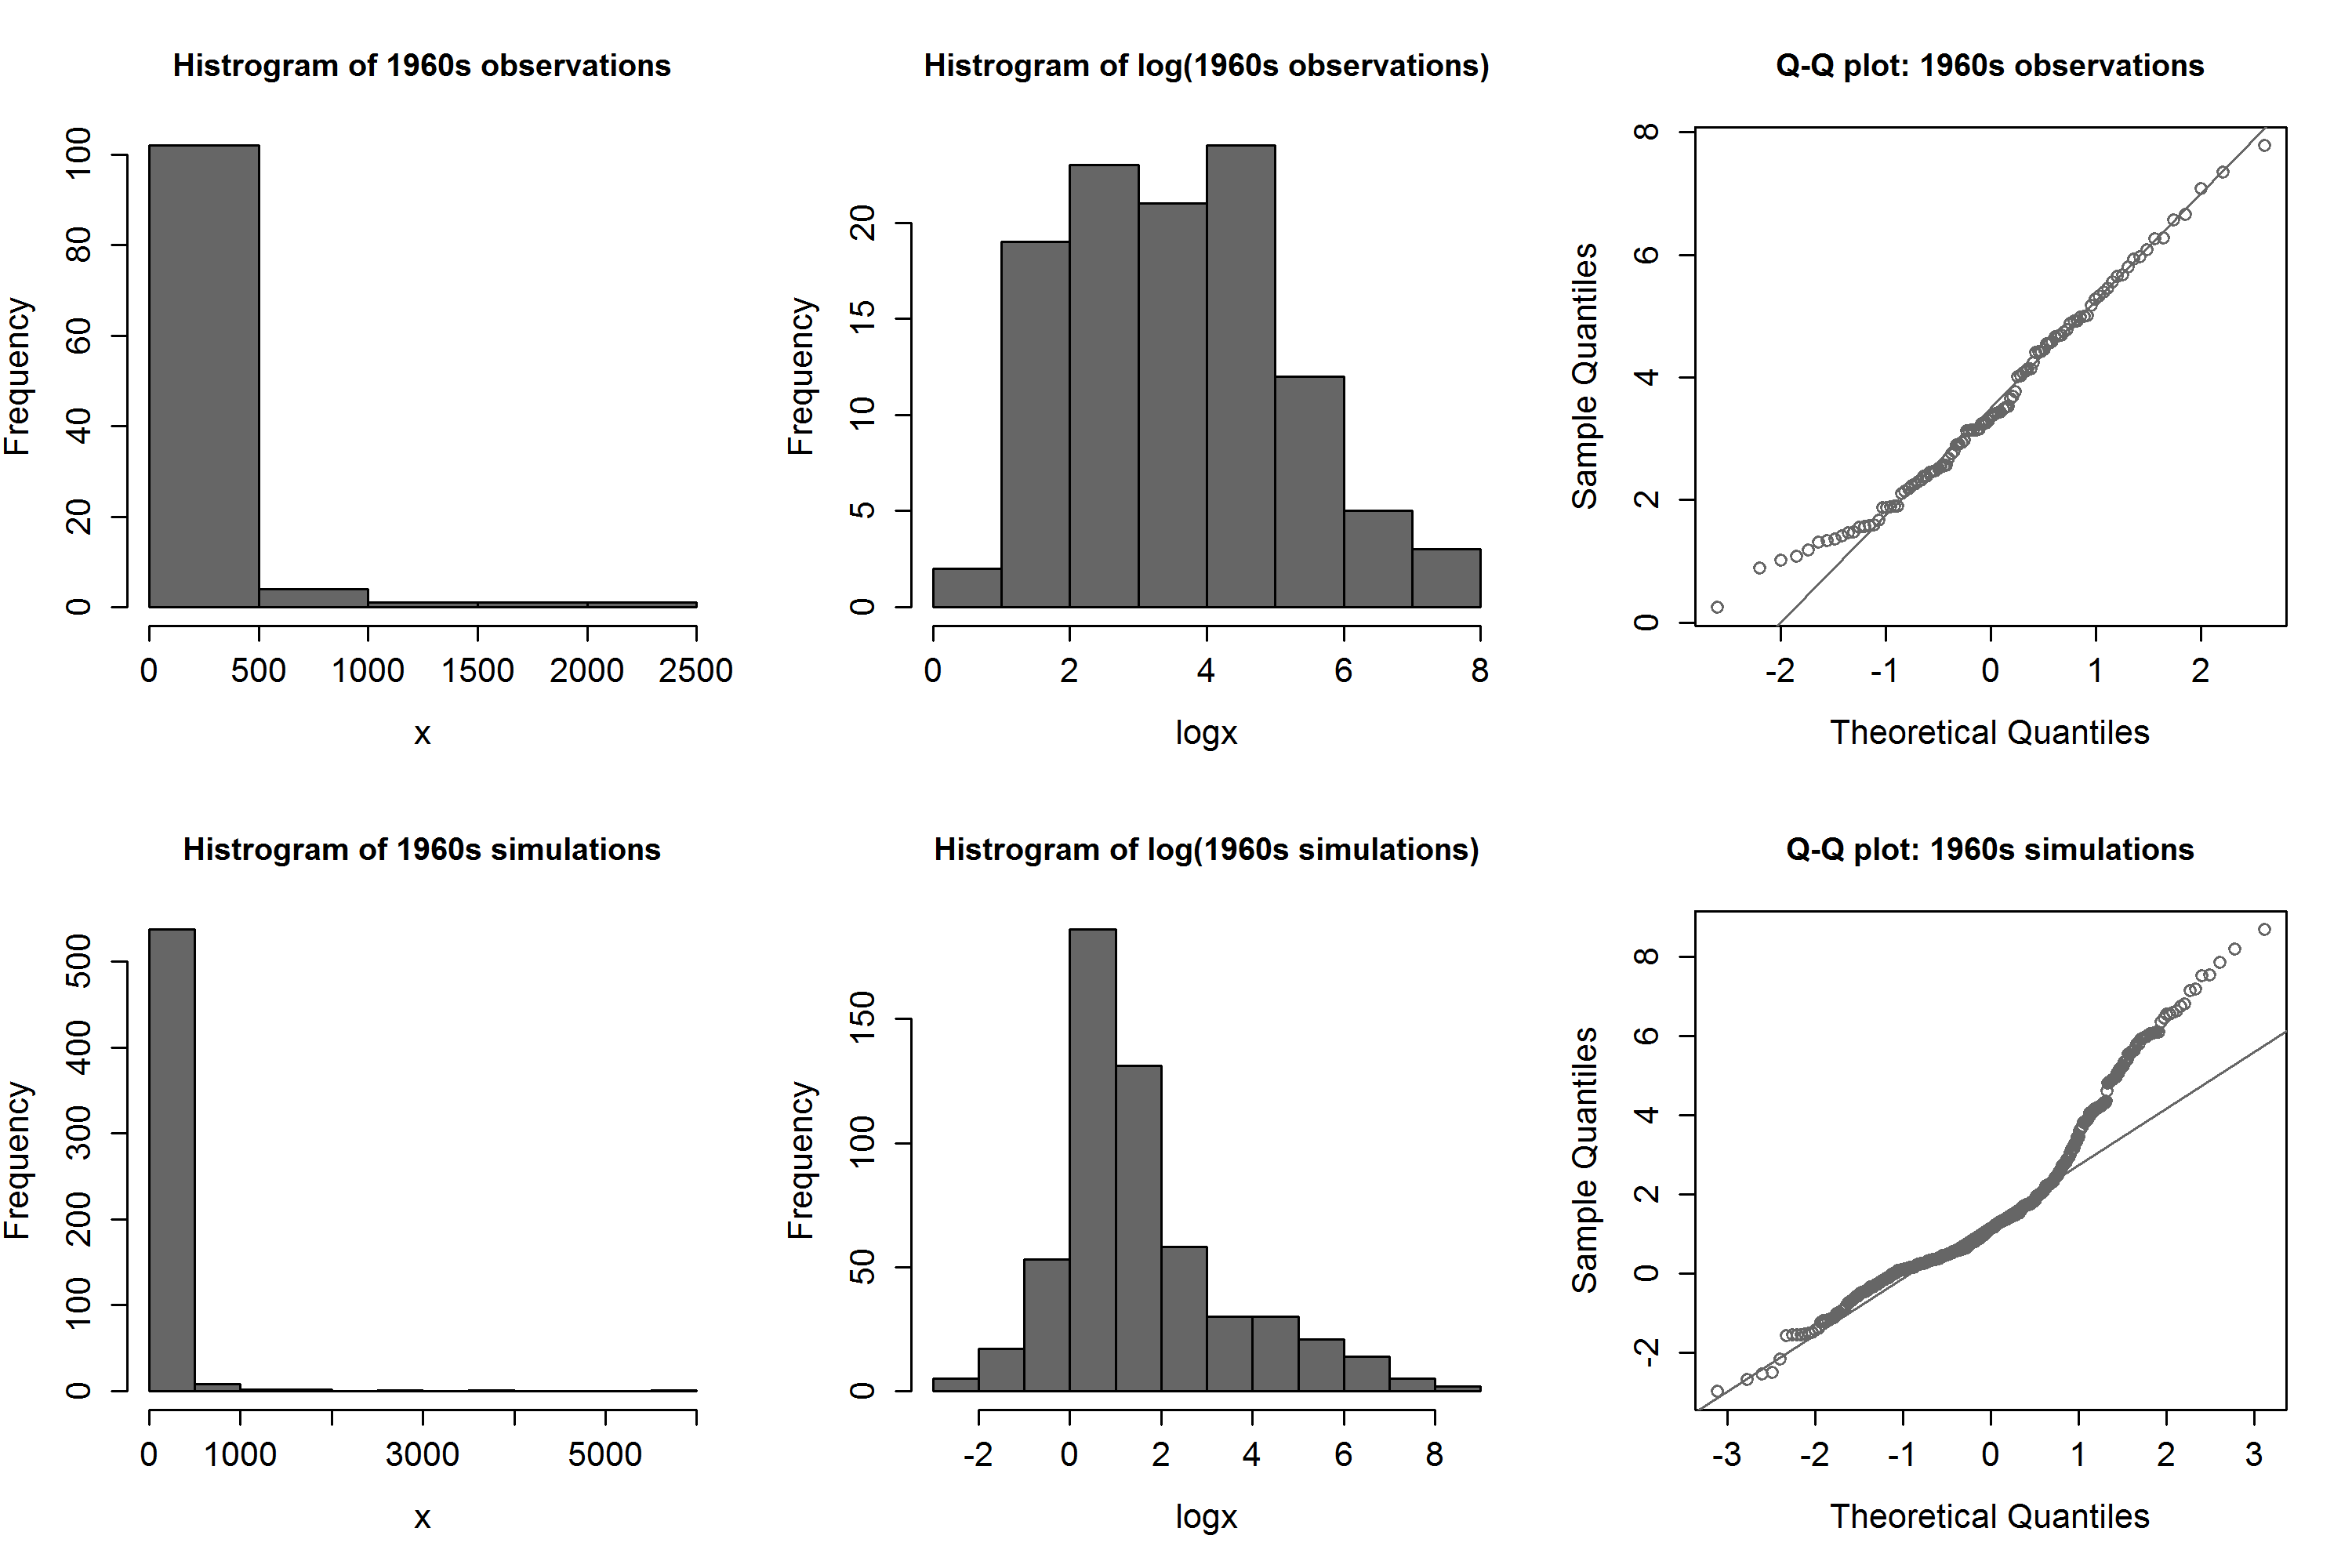 Histrogram of 1960s observations
Frequency
0 20 40 60 80 100
0 500 1000 1500 2000 2500
x
Histrogram of log(1960s observations)
Frequency
0 5 10 15 20
0 2 4 6 8
logx
Q-Q plot: 1960s observations
Sample Quantiles
0 2 4 6 8
-2 -1 0 1 2
Theoretical Quantiles
Histrogram of 1960s simulations
Frequency
0 100 200 300 400 500
0 1000 3000 5000
x
Histrogram of log(1960s simulations)
Frequency
0 50 100 150
-2 0 2 4 6 8
logx
Q-Q plot: 1960s simulations
Sample Quantiles
-2 0 2 4 6 8
-3 -2 -1 0 1 2 3
Theoretical Quantiles